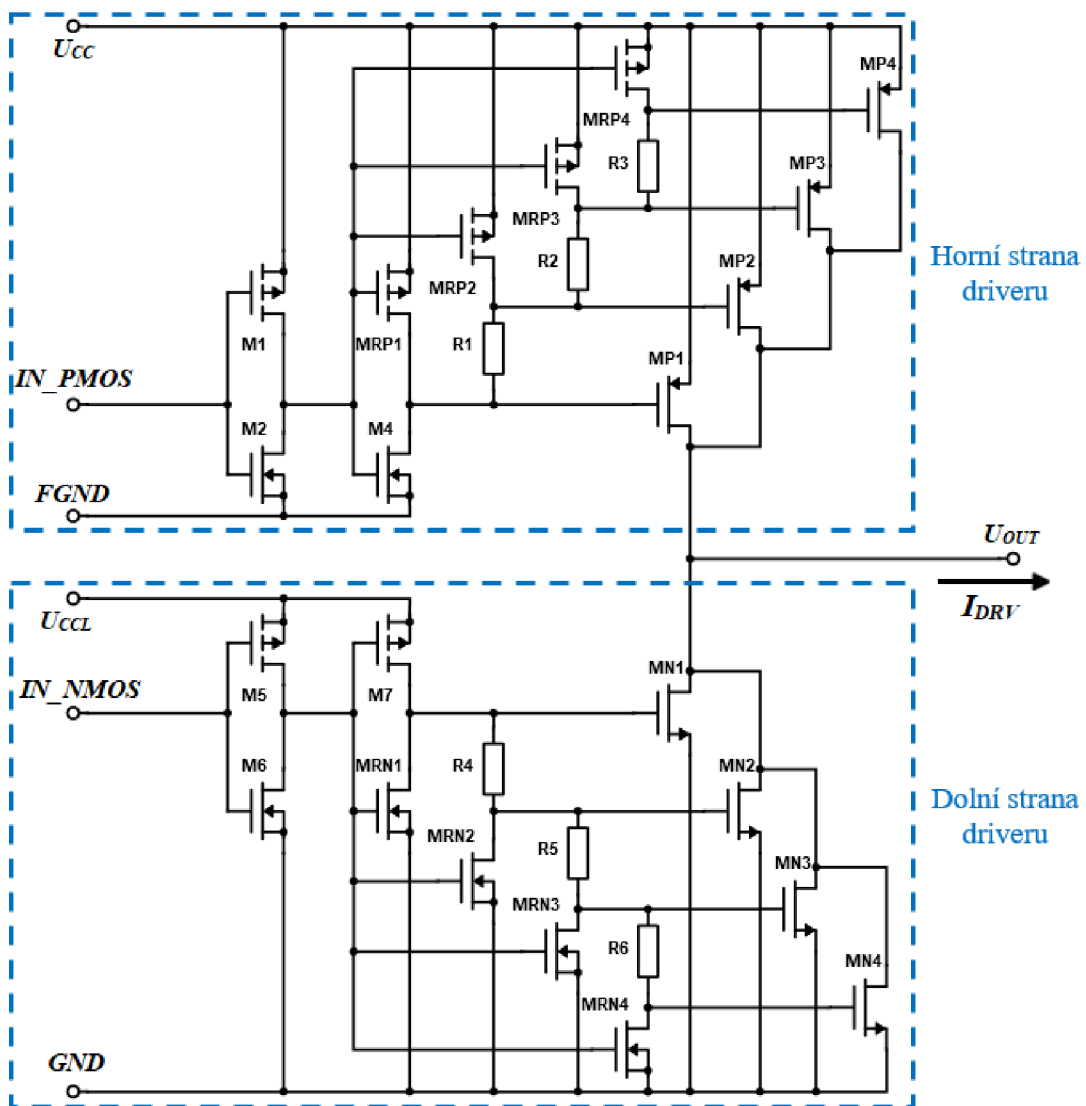 UCC
MP4
MRP4
R3
MP3
MRP3
Horní strana
driveru
R2
MP2
MRP2
M1
MRP1
R1
MP1
IN_PMOS
M2
M4
FGND
UOUT
IDRV
UCCL
MN1
IN_NMOS
M5
M7
R4
M6
MRN1
MN2
Dolní strana
driveru
MRN2
R5
MN3
MRN3
R6
MN4
MRN4
GND